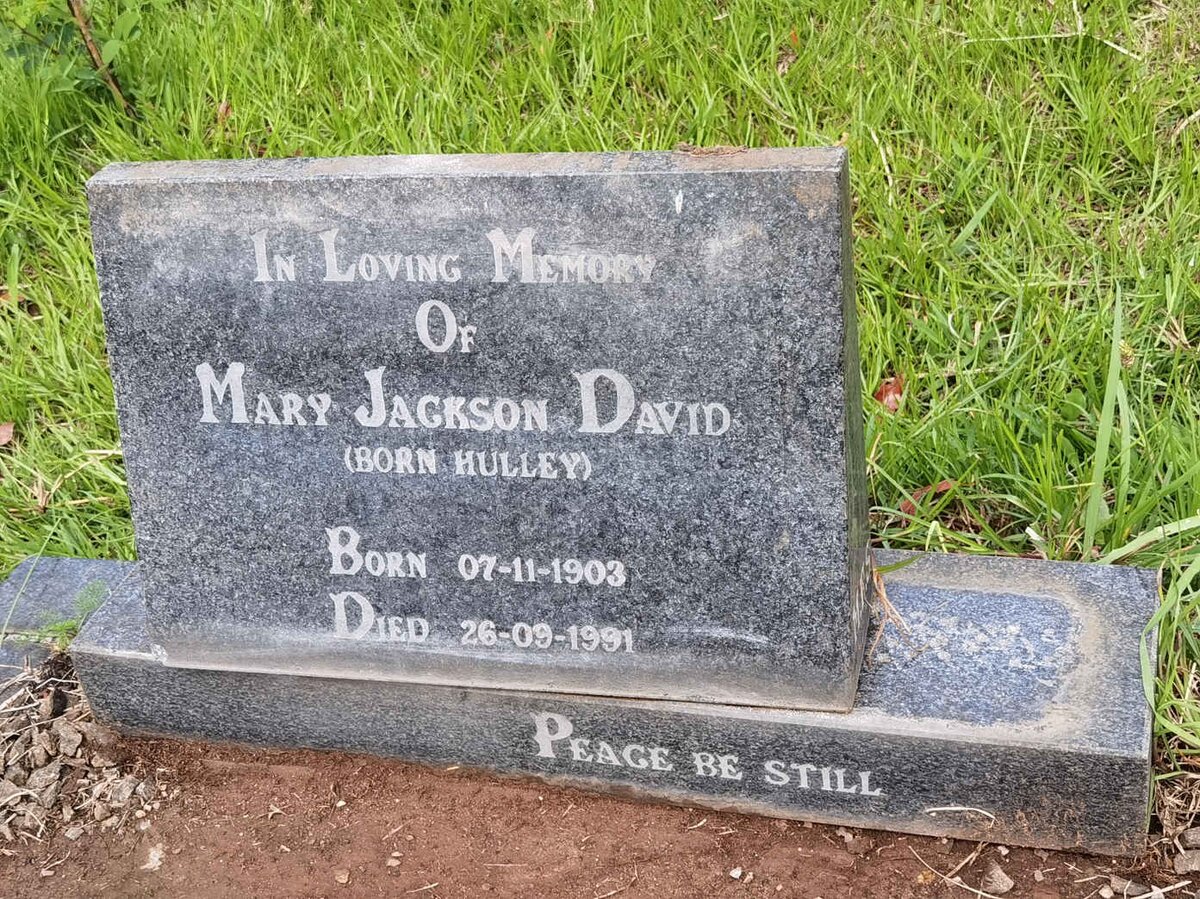 In Loving Memory
Of
Mary Jackson David
(BORN HULLEY)
Born 07-11-1903
Died 26-09-1991
Peace be still